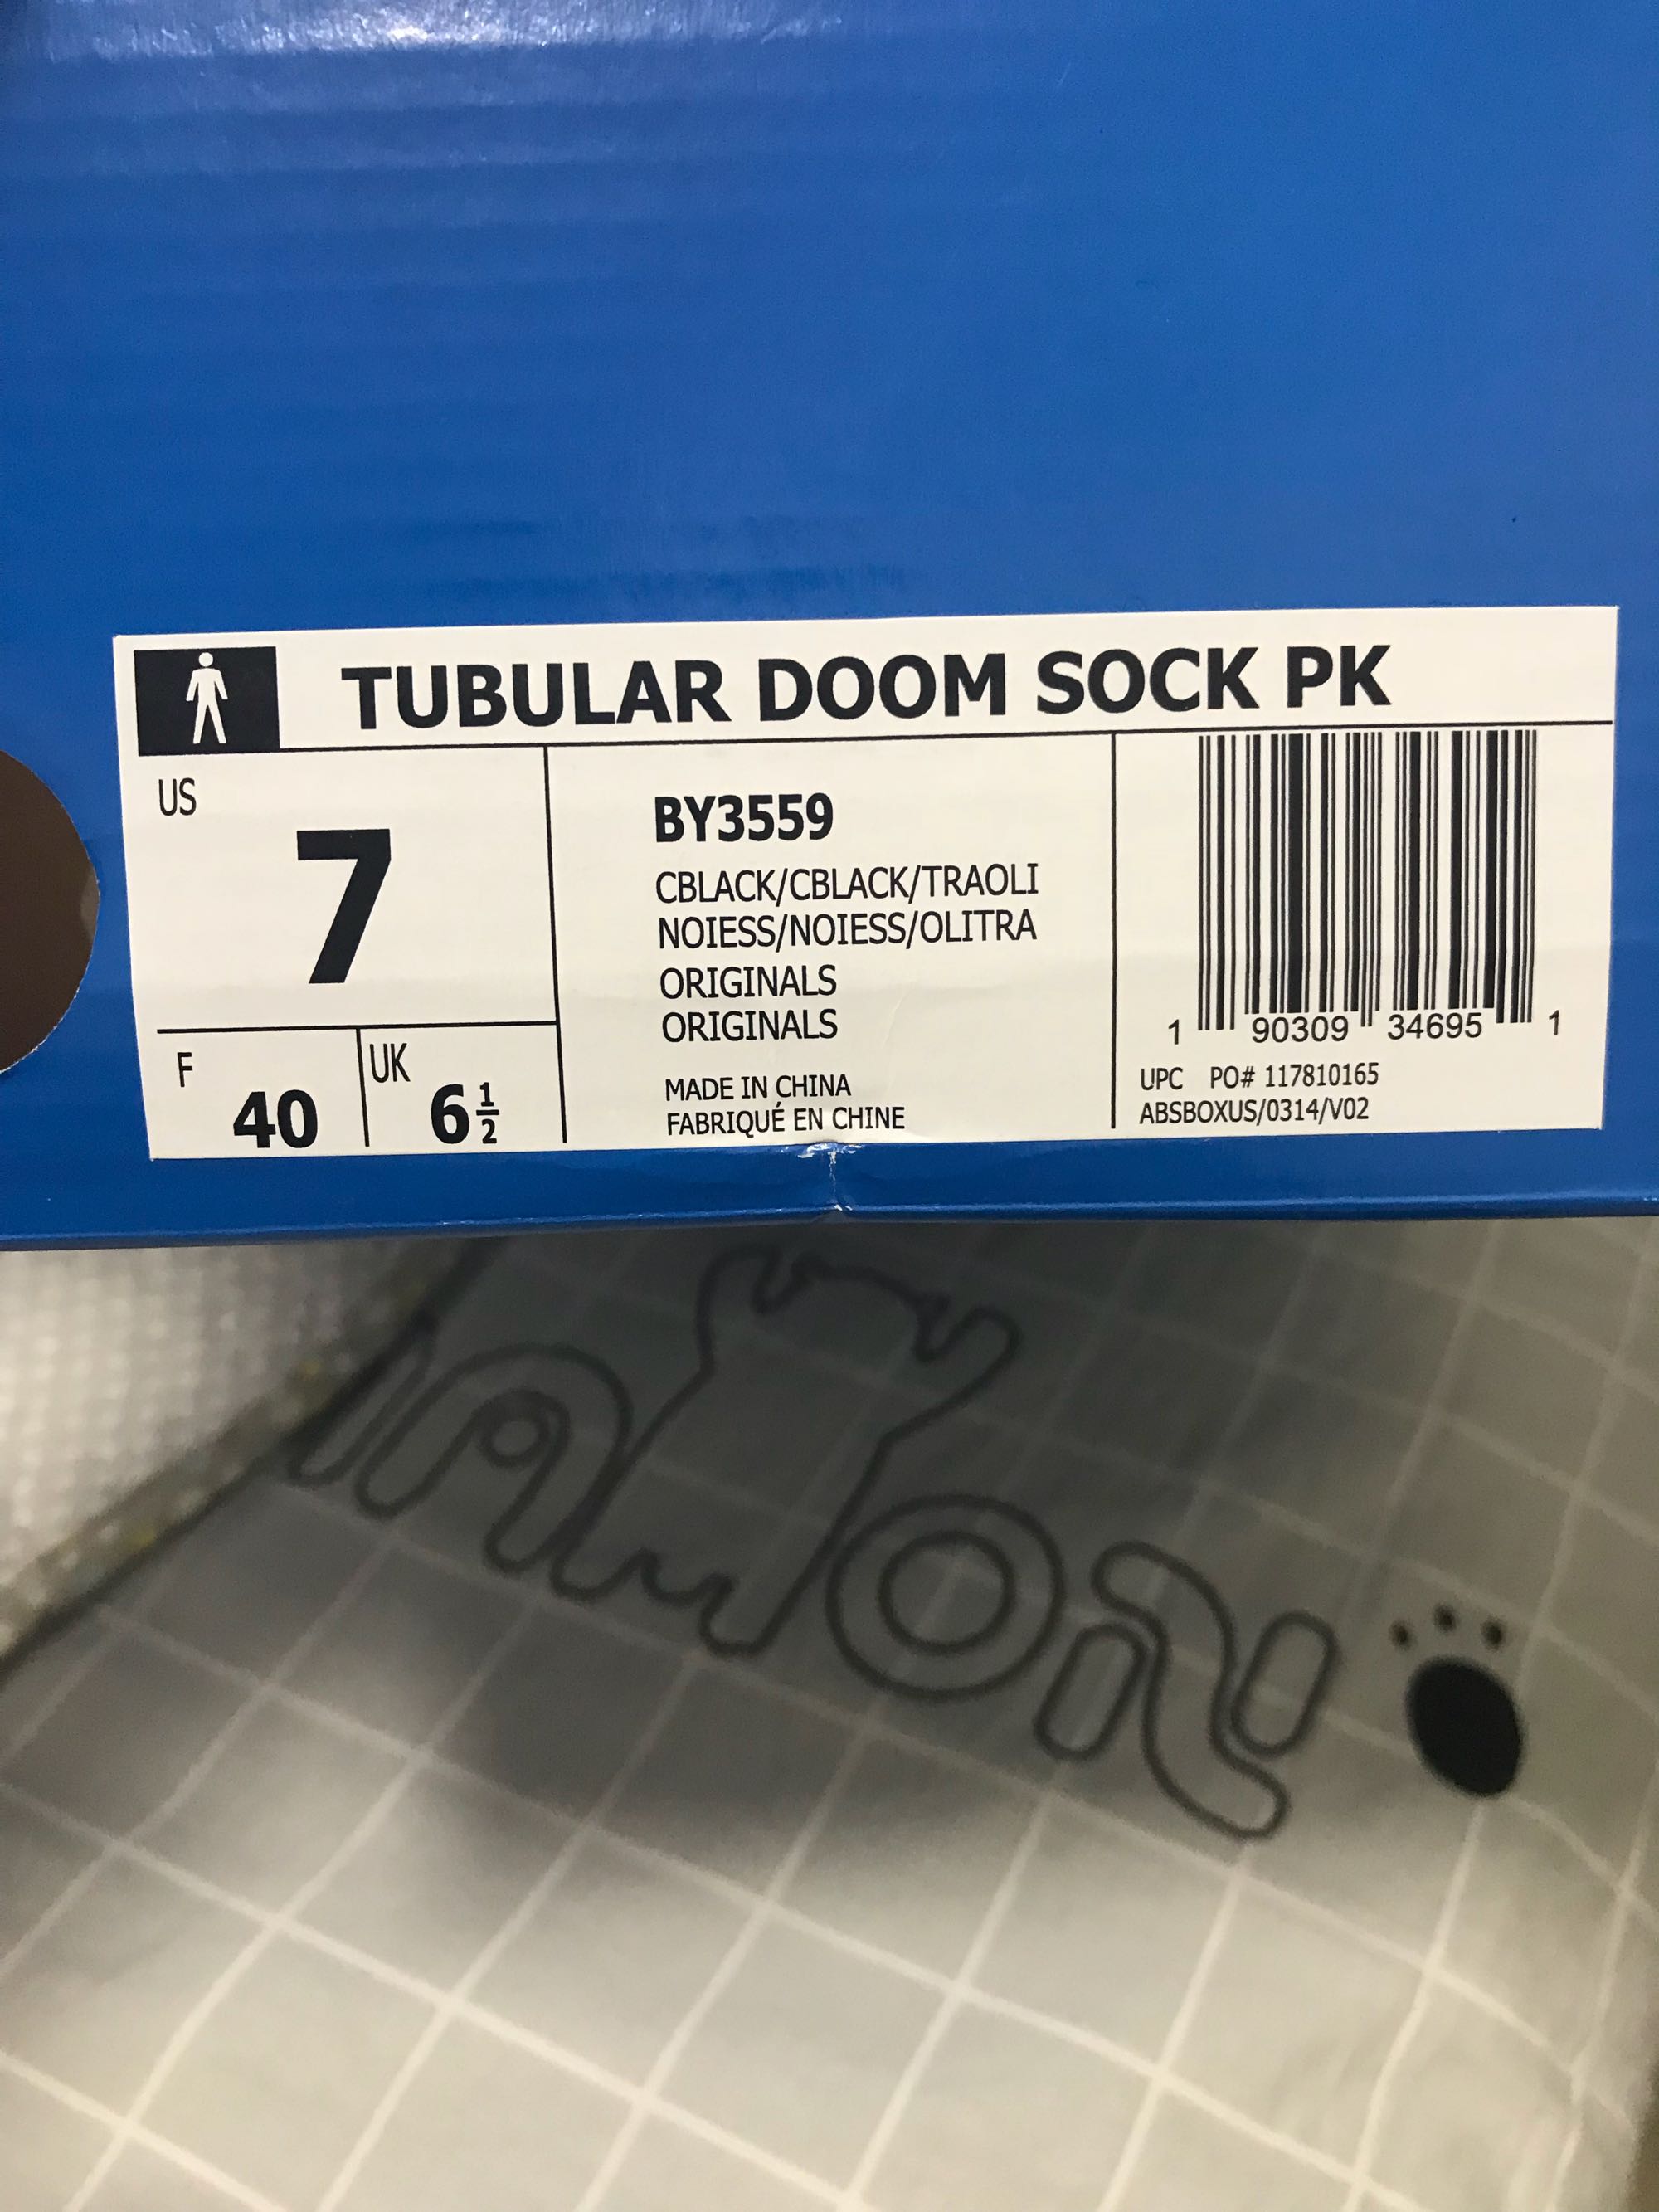 TUBULAR DOOM SOCK PK
US
7
F
40
UK
6 1/2
BY3559
CBLACK/CBLACK/TRAOLI
NOIESS/NOIESS/OLITRA
ORIGINALS
ORIGINALS
MADE IN CHINA
FABRIQUÉ EN CHINE
1 90309 34695 1
UPC PO# 117810165
ABSBOXUS/0314/V02